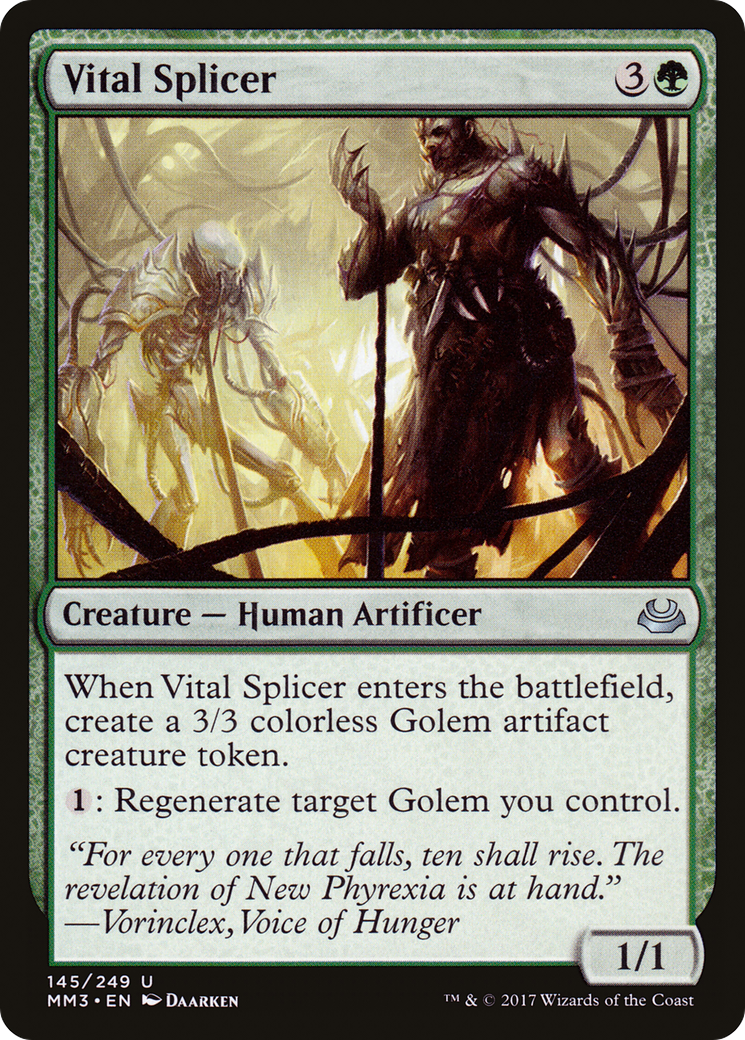 Vital Splicer 3
Creature — Human Artificer
When Vital Splicer enters the battlefield,
create a 3/3 colorless Golem artifact
creature token.
1: Regenerate target Golem you control.
“For every one that falls, ten shall rise. The
revelation of New Phyrexia is at hand.”
—Vorinclex, Voice of Hunger
1/1
145/249 U
MM3 • EN Daarken
™ & © 2017 Wizards of the Coast